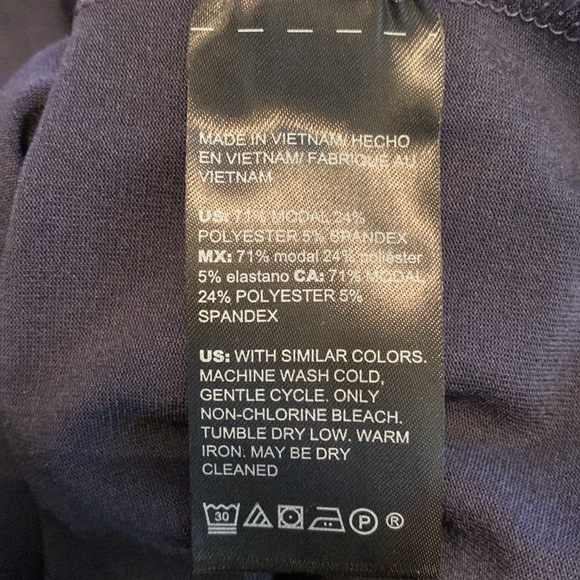 MADE IN VIETNAM/ HECHO
EN VIETNAM/ FABRIQUE AU
VIETNAM
US: 71% MODAL 24%
POLYESTER 5% SPANDEX
MX: 71% modal 24% poliéster
5% elastano CA: 71% MODAL
24% POLYESTER 5%
SPANDEX
US: WITH SIMILAR COLORS.
MACHINE WASH COLD,
GENTLE CYCLE. ONLY
NON-CHLORINE BLEACH.
TUMBLE DRY LOW. WARM
IRON. MAY BE DRY
CLEANED
30 P ®